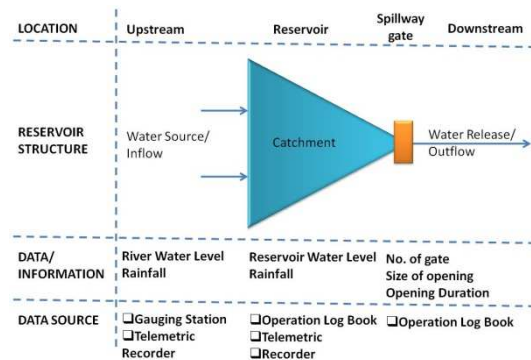 LOCATION Upstream Reservoir Spillway gate Downstream
RESERVOIR STRUCTURE
Water Source/
Inflow
Catchment
Water Release/
Outflow
DATA/
INFORMATION
River Water Level
Rainfall
Reservoir Water Level
Rainfall
No. of gate
Size of opening
Opening Duration
DATA SOURCE
❑Gauging Station
❑Telemetric
Recorder
❑Operation Log Book
❑Telemetric
❑Recorder
❑Operation Log Book